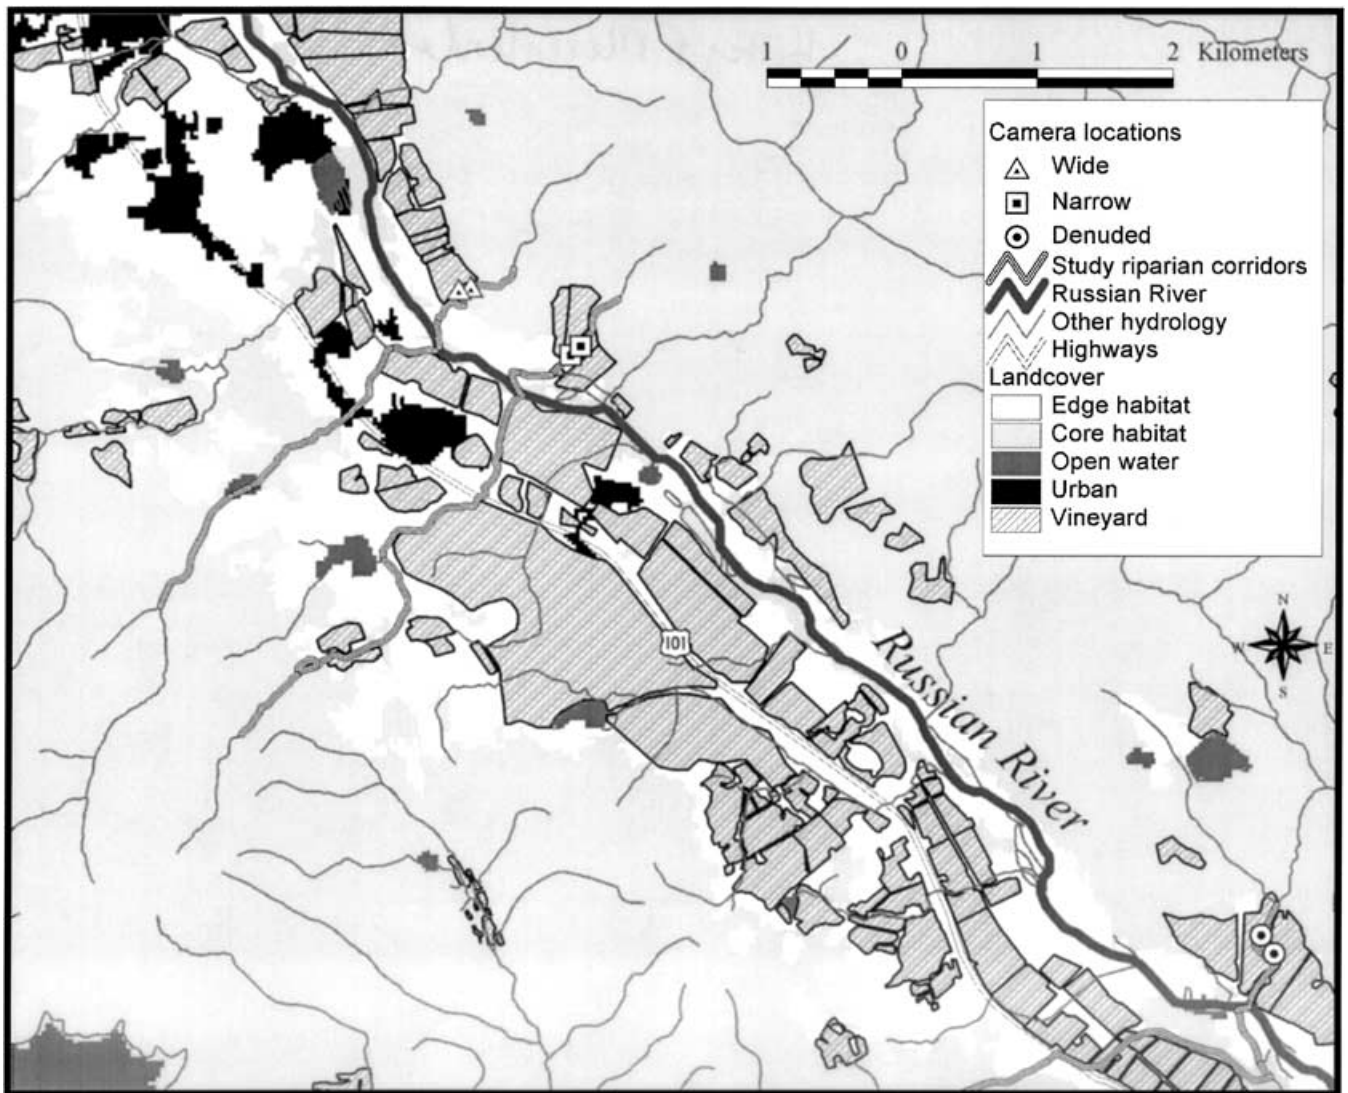 1 0 1 2 Kilometers
Camera locations
Wide
Narrow
Denuded
Study riparian corridors
Russian River
Other hydrology
Highways
Landcover
Edge habitat
Core habitat
Open water
Urban
Vineyard
N
W E
S
101
Russian River